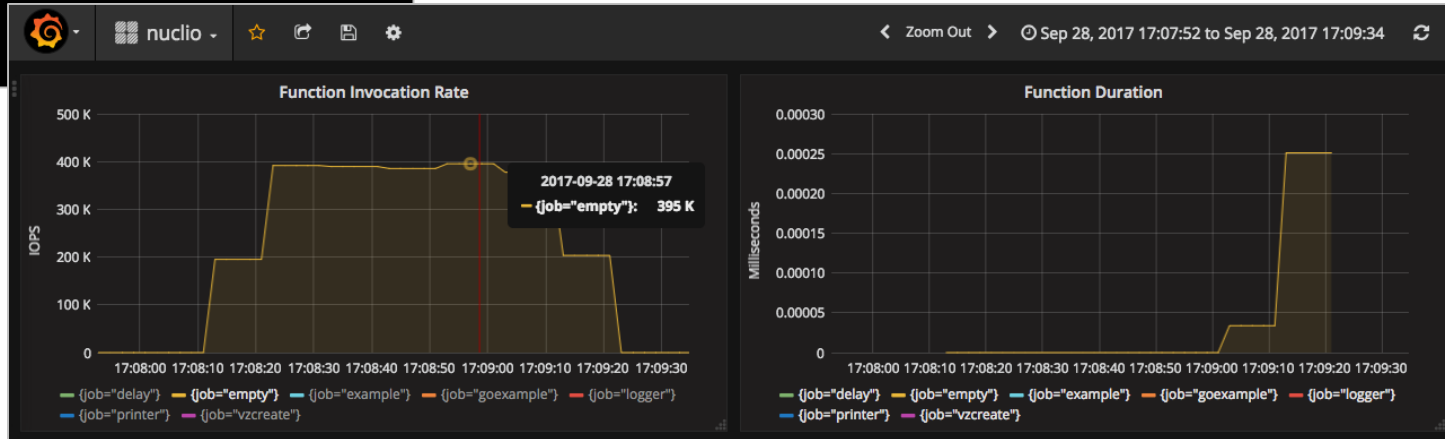 nuclio
Zoom Out
Sep 28, 2017 17:07:52 to Sep 28, 2017 17:09:34
Function Invocation Rate
500 K
400 K
300 K
200 K
100 K
0
IOPS
2017-09-28 17:08:57
{job="empty"}: 395 K
17:08:00 17:08:10 17:08:20 17:08:30 17:08:40 17:08:50 17:09:00 17:09:10 17:09:20 17:09:30
{job="delay"} {job="empty"} {job="example"} {job="goexample"} {job="logger"}
{job="printer"} {job="vzcreate"}
Function Duration
0.00030
0.00025
0.00020
0.00015
0.00010
0.00005
0
Milliseconds
17:08:00 17:08:10 17:08:20 17:08:30 17:08:40 17:08:50 17:09:00 17:09:10 17:09:20 17:09:30
{job="delay"} {job="empty"} {job="example"} {job="goexample"} {job="logger"}
{job="printer"} {job="vzcreate"}